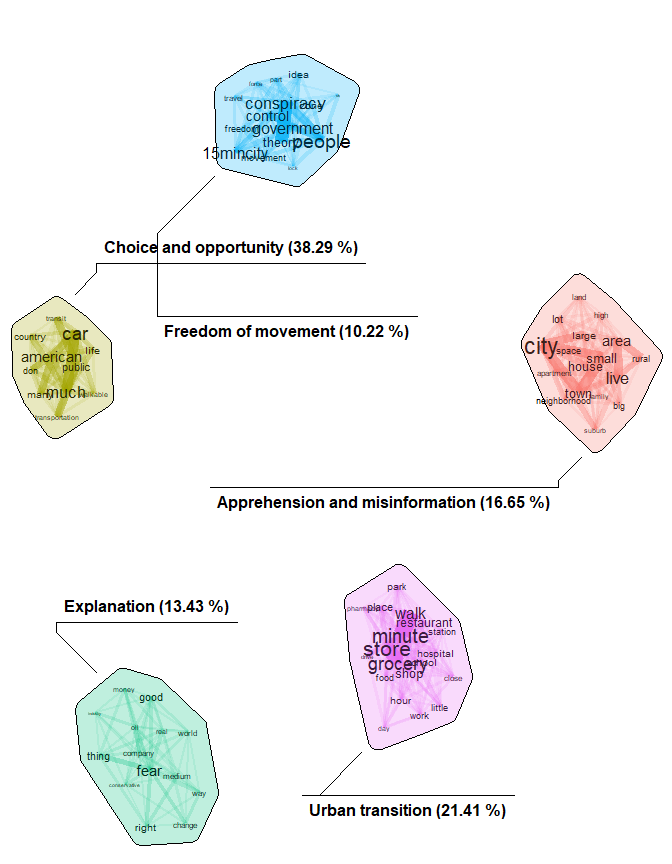 part
idea
force
travel
conspiracy
zone
control
freedom
government
theory
people
15mincity
movement
lock
Choice and opportunity (38.29 %)
Freedom of movement (10.22 %)
transit
country
car
american
life
don
public
much
many
walkable
transportation
land
lot
high
city
large
area
space
small
rural
house
apartment
live
town
family
neighborhood
big
suburb
Apprehension and misinformation (16.65 %)
park
pharmacy
place
walk
restaurant
minute
station
store
hospital
grocery
school
food
shop
close
hour
little
work
day
Explanation (13.43 %)
money
good
oil
real
world
thing
company
fear
medium
conservative
way
right
change
Urban transition (21.41 %)